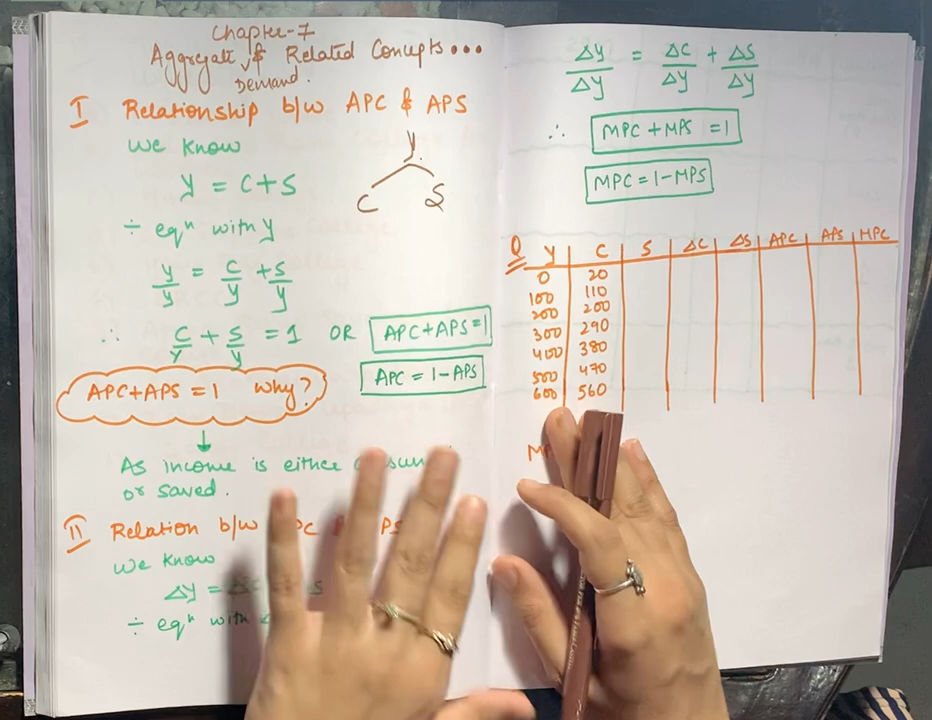 Chapter-7
Aggregate & Related Concepts...
Demand.
I Relationship b/w APC & APS
We know
Y = C+S
Y
C S
÷ eqn with Y
Y/Y = C/Y + S/Y
∴ C/Y + S/Y = 1 OR APC+APS=1
APC = 1-APS
APC+APS = 1 why?
As income is either
or saved.
II Relation b/w
We know
ΔY =
÷ eqn with
ΔY/ΔY = ΔC/ΔY + ΔS/ΔY
∴ MPC+MPS =1
MPC=1-MPS
Q Y C S ΔC ΔS APC APS MPC
0 20
100 110
200 200
300 290
400 380
500 470
600 560